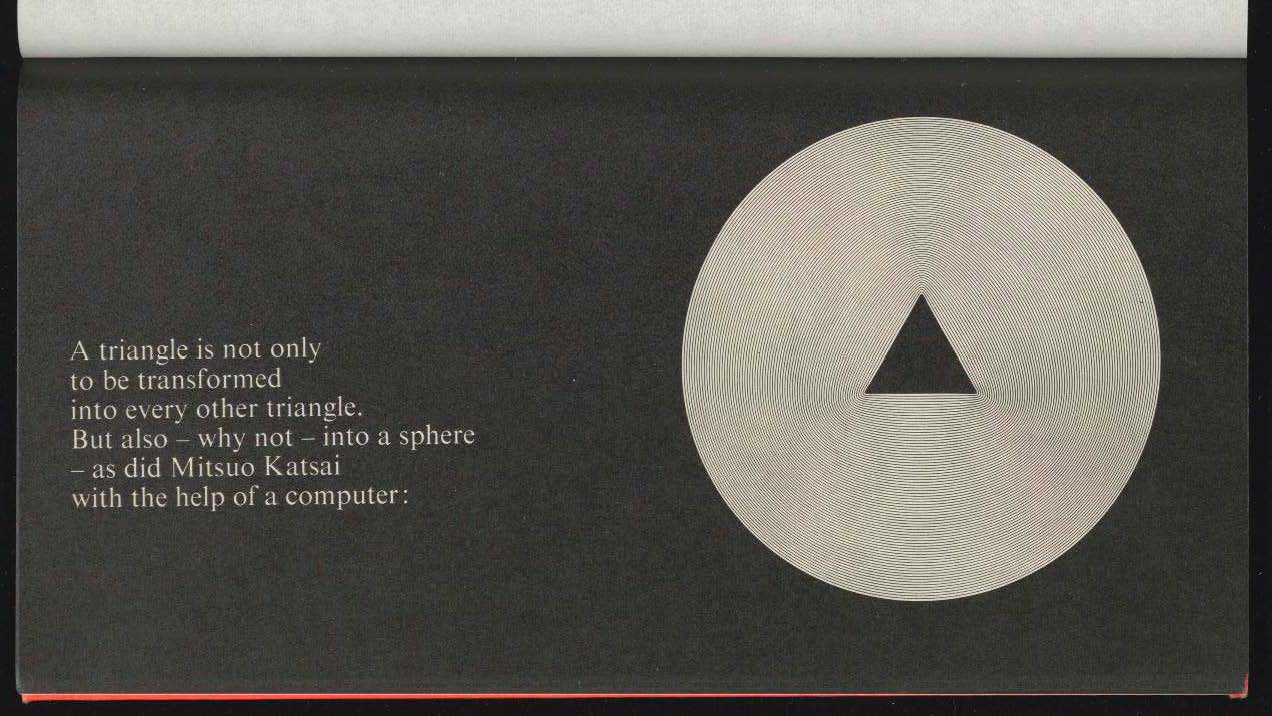 A triangle is not only
to be transformed
into every other triangle.
But also – why not – into a sphere
– as did Mitsuo Katsai
with the help of a computer: